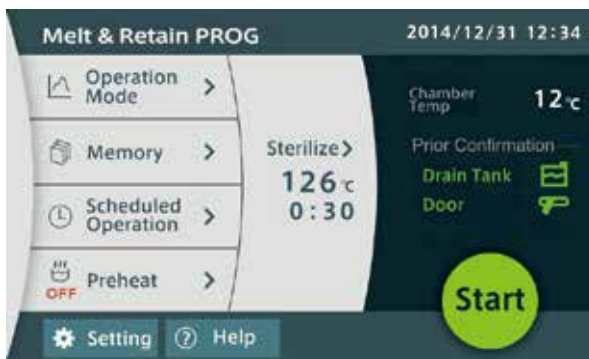 Melt & Retain PROG
2014/12/31 12:34
Operation
Mode
Memory
Scheduled
Operation
OFF
Preheat
Sterilize
126℃
0:30
Chamber
Temp
12℃
Prior Confirmation
Drain Tank
Door
Start
Setting
? Help